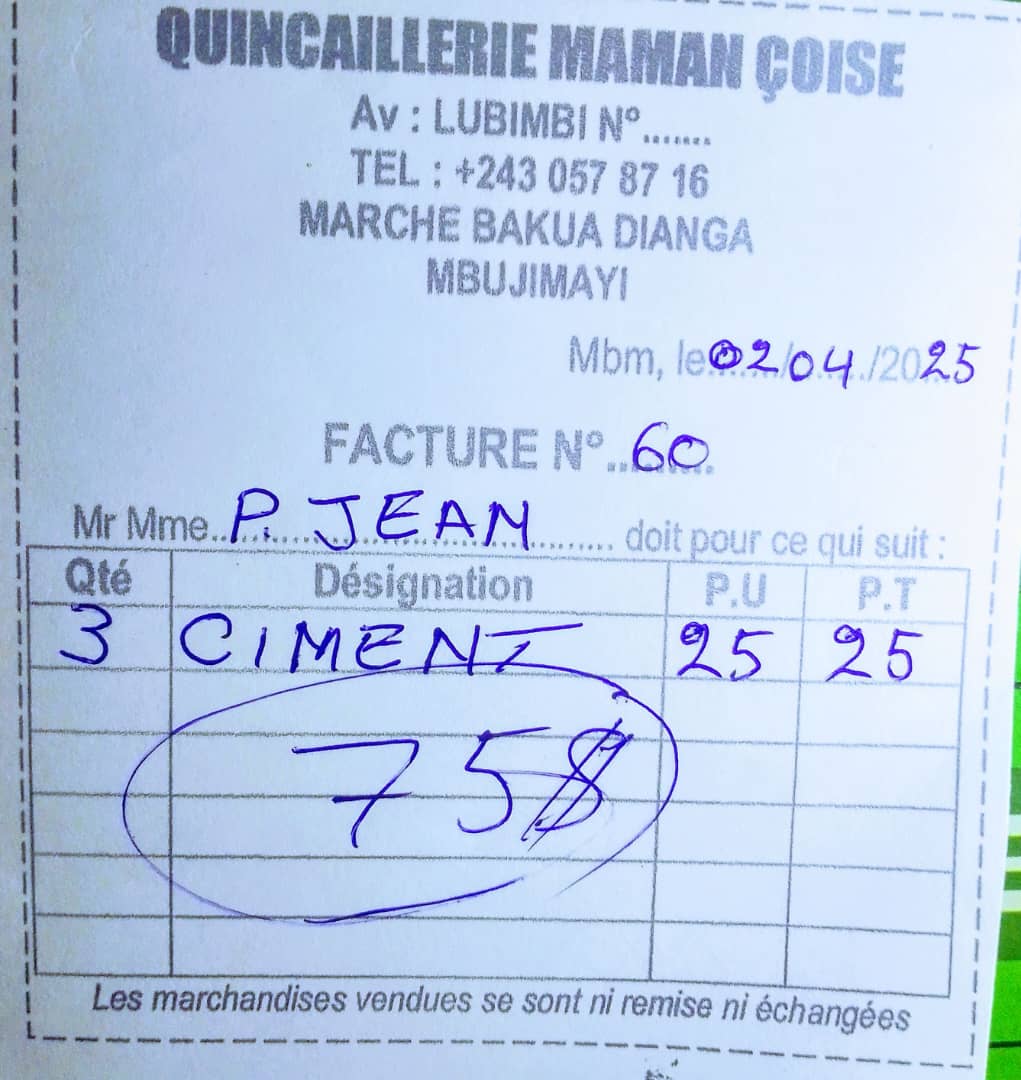 QUINCAILLERIE MAMAN ÇOISE
Av : LUBIMBI N°.......
TEL : +243 057 87 16
MARCHE BAKUA DIANGA
MBUJIMAYI
Mbm, le 02/04/2025
FACTURE N°..60
Mr Mme..P. JEAN.......... doit pour ce qui suit :
Qté Désignation P.U P.T
3 CIMENT 25 25
75$
Les marchandises vendues se sont ni remise ni échangées